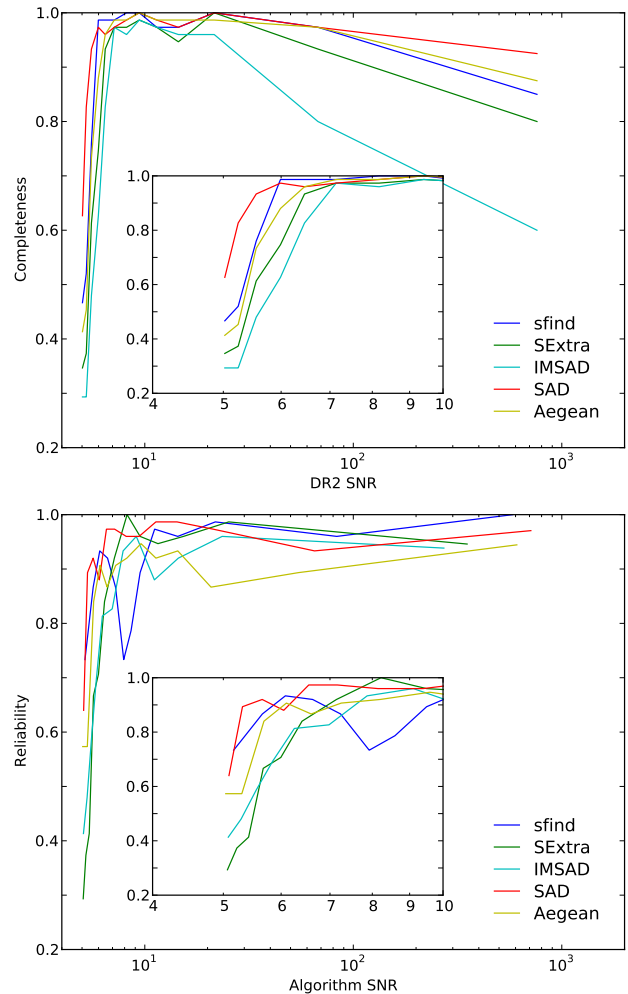 1.0
0.8
0.6
0.4
0.2
Completeness
1.0
0.8
0.6
0.4
0.2
4 5 6 7 8 9 10
sfind
SExtra
IMSAD
SAD
Aegean
10^1 10^2 10^3
DR2 SNR
1.0
0.8
0.6
0.4
0.2
Reliability
1.0
0.8
0.6
0.4
0.2
4 5 6 7 8 9 10
sfind
SExtra
IMSAD
SAD
Aegean
10^1 10^2 10^3
Algorithm SNR